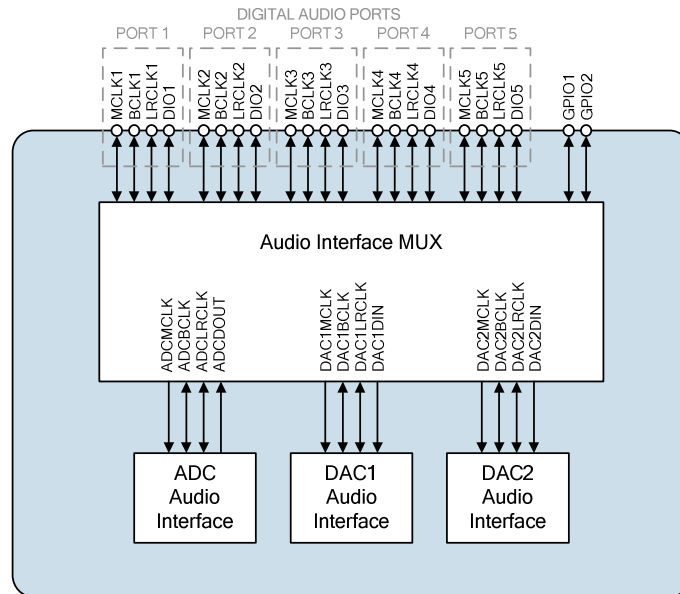 DIGITAL AUDIO PORTS
PORT 1
PORT 2
PORT 3
PORT 4
PORT 5
MCLK1
BCLK1
LRCLK1
DIO1
MCLK2
BCLK2
LRCLK2
DIO2
MCLK3
BCLK3
LRCLK3
DIO3
MCLK4
BCLK4
LRCLK4
DIO4
MCLK5
BCLK5
LRCLK5
DIO5
GPIO1
GPIO2
Audio Interface MUX
ADCMCLK
ADCBCLK
ADCLRCLK
ADCDOUT
DAC1MCLK
DAC1BCLK
DAC1LRCLK
DAC1DIN
DAC2MCLK
DAC2BCLK
DAC2LRCLK
DAC2DIN
ADC
Audio
Interface
DAC1
Audio
Interface
DAC2
Audio
Interface